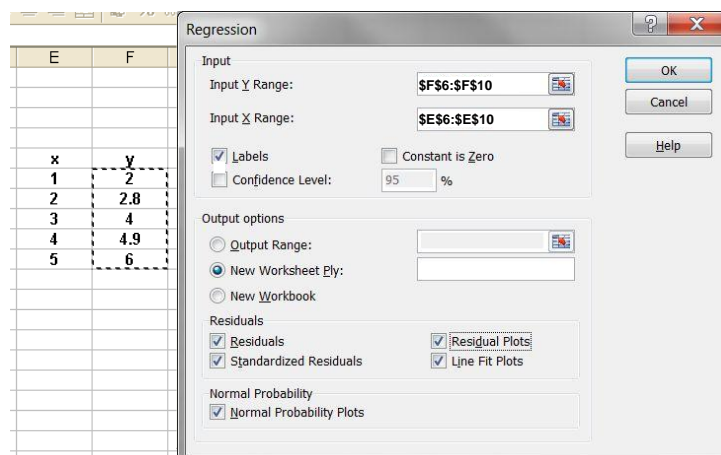 Regression
E F
x y
1 2
2 2.8
3 4
4 4.9
5 6
Input
Input Y Range: $F$6:$F$10
Input X Range: $E$6:$E$10
Labels Constant is Zero
Confidence Level: 95 %
Output options
Output Range:
New Worksheet Ply:
New Workbook
Residuals
Residuals Residual Plots
Standardized Residuals Line Fit Plots
Normal Probability
Normal Probability Plots
OK
Cancel
Help